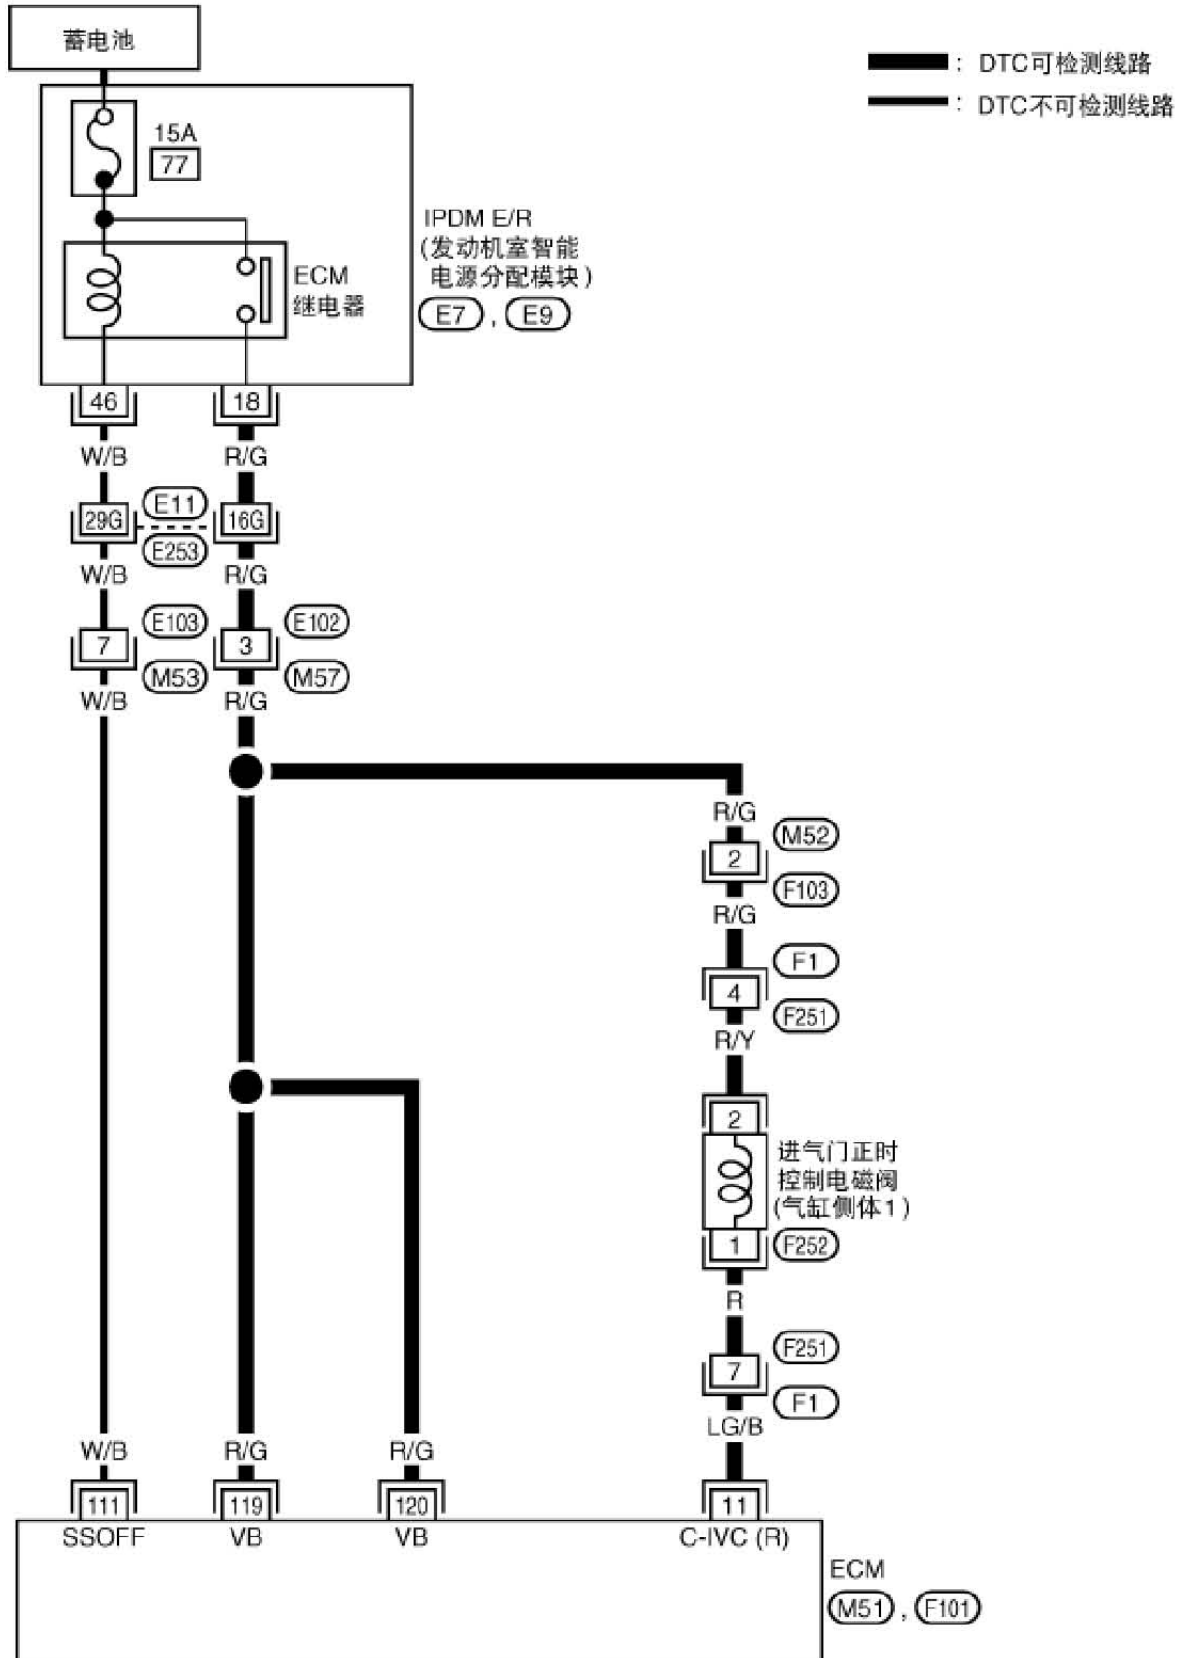 蓄电池
: DTC可检测线路
: DTC不可检测线路
15A
77
IPDM E/R
(发动机室智能
电源分配模块)
E7 , E9
ECM
继电器
46 18
W/B R/G
29G E11 16G
E253
W/B R/G
E103 E102
7 3
M53 M57
W/B R/G
R/G
M52
2
F103
R/G
F1
4
F251
R/Y
2
进气门正时
控制电磁阀
(气缸侧体1)
1 F252
R
F251
7
F1
LG/B
W/B R/G R/G
111 119 120 11
SSOFF VB VB C-IVC (R)
ECM
M51 , F101